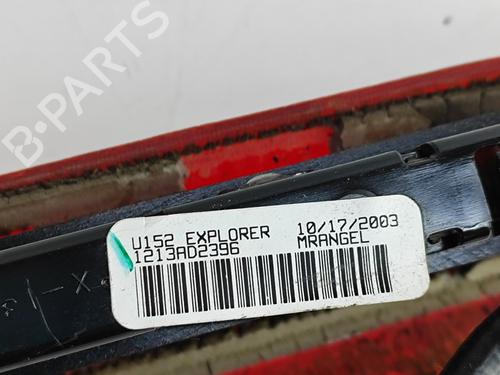 B-PARTS
U152 EXPLORER 10/17/2003
1213AD2396 MRANGEL